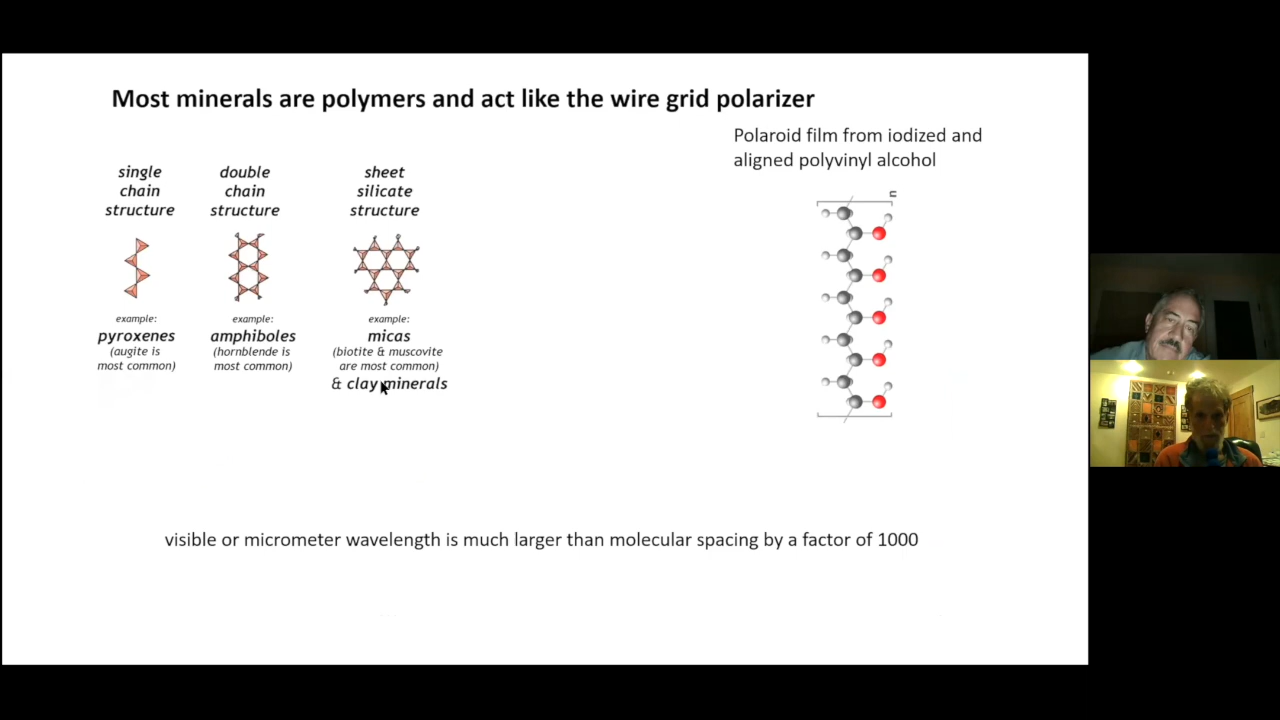 Most minerals are polymers and act like the wire grid polarizer
Polaroid film from iodized and
aligned polyvinyl alcohol
single
chain
structure
double
chain
structure
sheet
silicate
structure
example:
pyroxenes
(augite is
most common)
example:
amphiboles
(hornblende is
most common)
example:
micas
(biotite & muscovite
are most common)
& clay minerals
n
visible or micrometer wavelength is much larger than molecular spacing by a factor of 1000